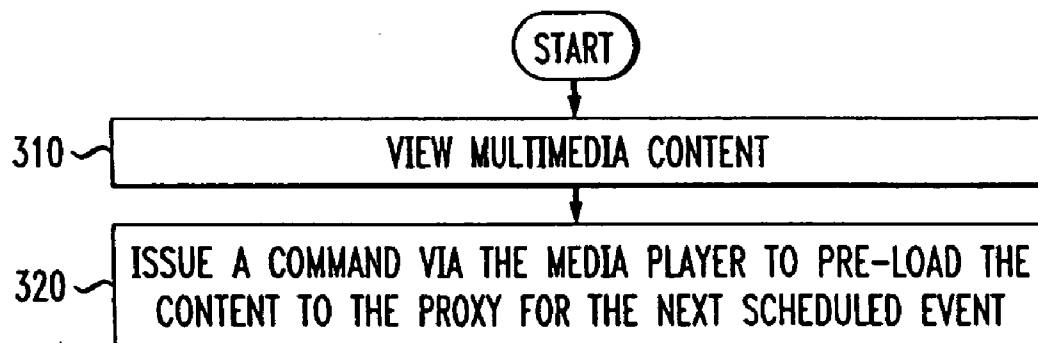 START
310 VIEW MULTIMEDIA CONTENT
320 ISSUE A COMMAND VIA THE MEDIA PLAYER TO PRE-LOAD THE
CONTENT TO THE PROXY FOR THE NEXT SCHEDULED EVENT